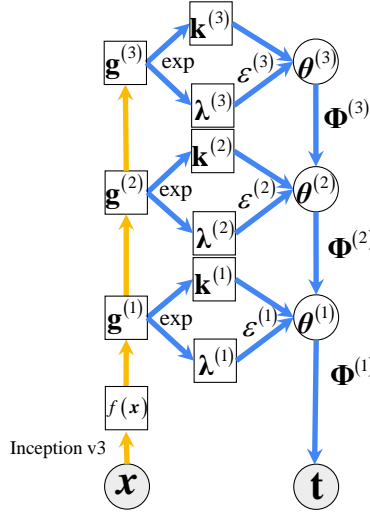 k^(3)
g^(3) exp ε^(3) θ^(3)
λ^(3) Φ^(3)
k^(2)
g^(2) exp ε^(2) θ^(2)
λ^(2) Φ^(2)
k^(1)
g^(1) exp ε^(1) θ^(1)
λ^(1) Φ^(1)
f(x)
Inception v3
x t